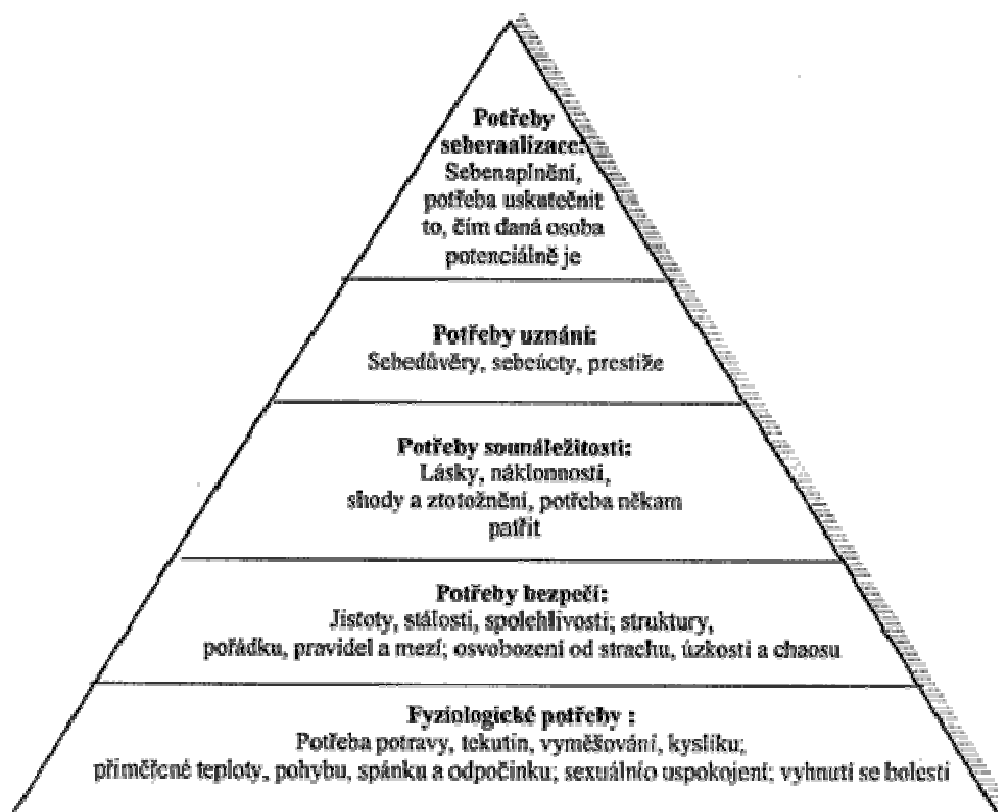 Potřeby
seberaalizace:
Sebenaplnění,
potřeba uskutečnit
to, čím daná osoba
potenciálně je
Potřeby uznání:
Sebedůvěry, sebeúcty, prestiže
Potřeby sounáležitosti:
Lásky, náklonnosti,
shody a ztotožnění, potřeba někam
patřit
Potřeby bezpečí:
Jistoty, stálosti, spolehlivosti; struktury,
pořádku, pravidel a mezí; osvobození od strachu, úzkosti a chaosu
Fyziologické potřeby :
Potřeba potravy, tekutin, vyměšování, kyslíku;
přiměřené teploty, pohybu, spánku a odpočinku; sexuálnío uspokojení; vyhnutí se bolesti